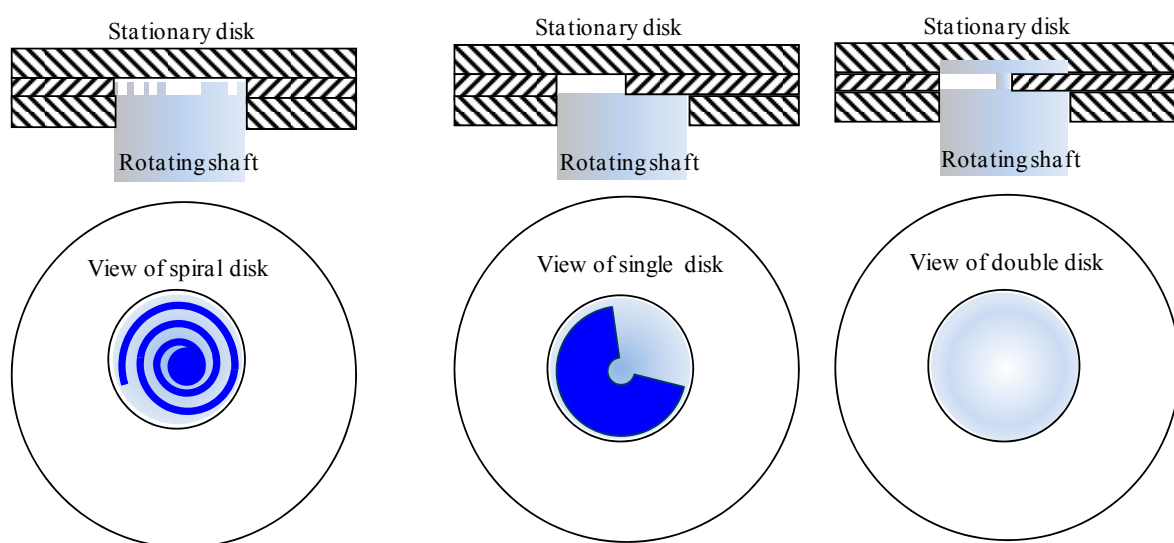 Stationary disk
Stationary disk
Stationary disk
Rotating shaft
Rotating shaft
Rotating shaft
View of spiral disk
View of single disk
View of double disk